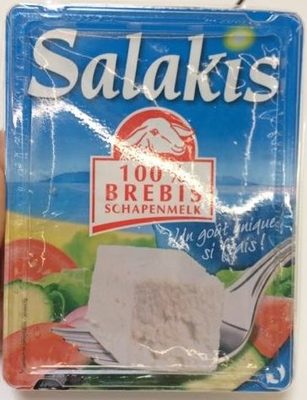 Salakis
100%
BREBIS
SCHAPENMELK
Un goût unique,
si frais !